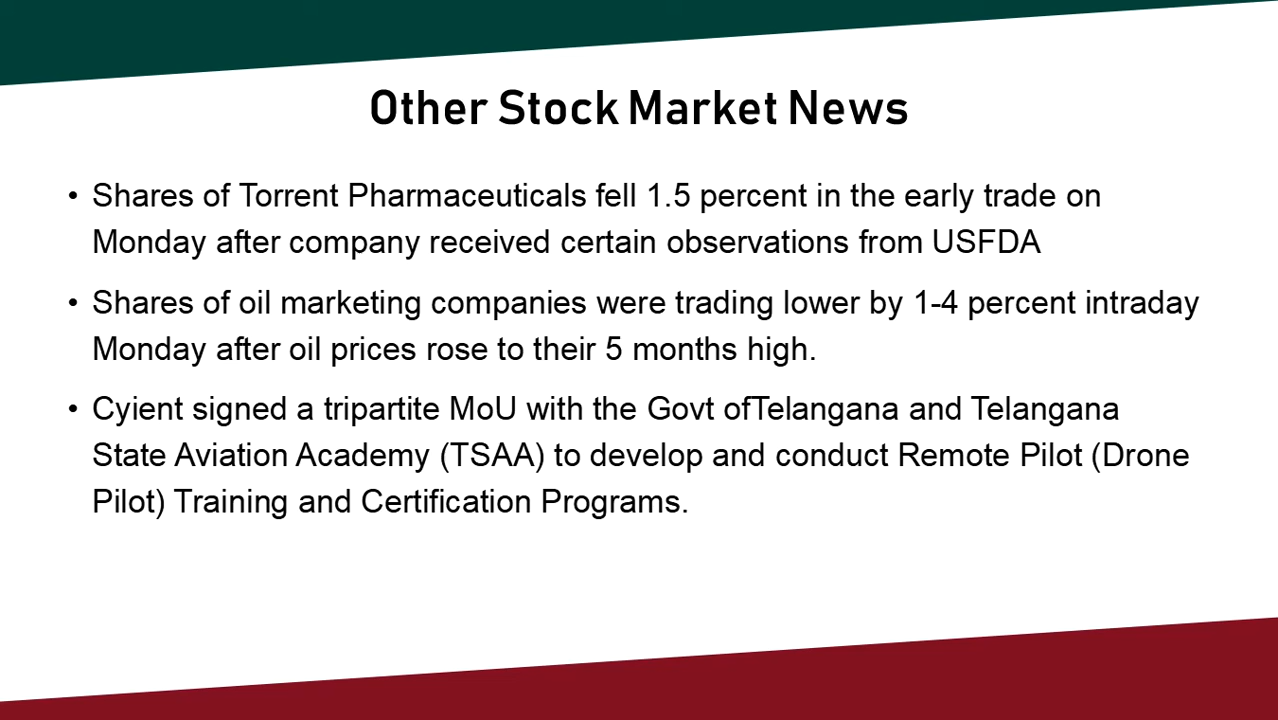 Other Stock Market News
• Shares of Torrent Pharmaceuticals fell 1.5 percent in the early trade on
Monday after company received certain observations from USFDA
• Shares of oil marketing companies were trading lower by 1-4 percent intraday
Monday after oil prices rose to their 5 months high.
• Cyient signed a tripartite MoU with the Govt ofTelangana and Telangana
State Aviation Academy (TSAA) to develop and conduct Remote Pilot (Drone
Pilot) Training and Certification Programs.